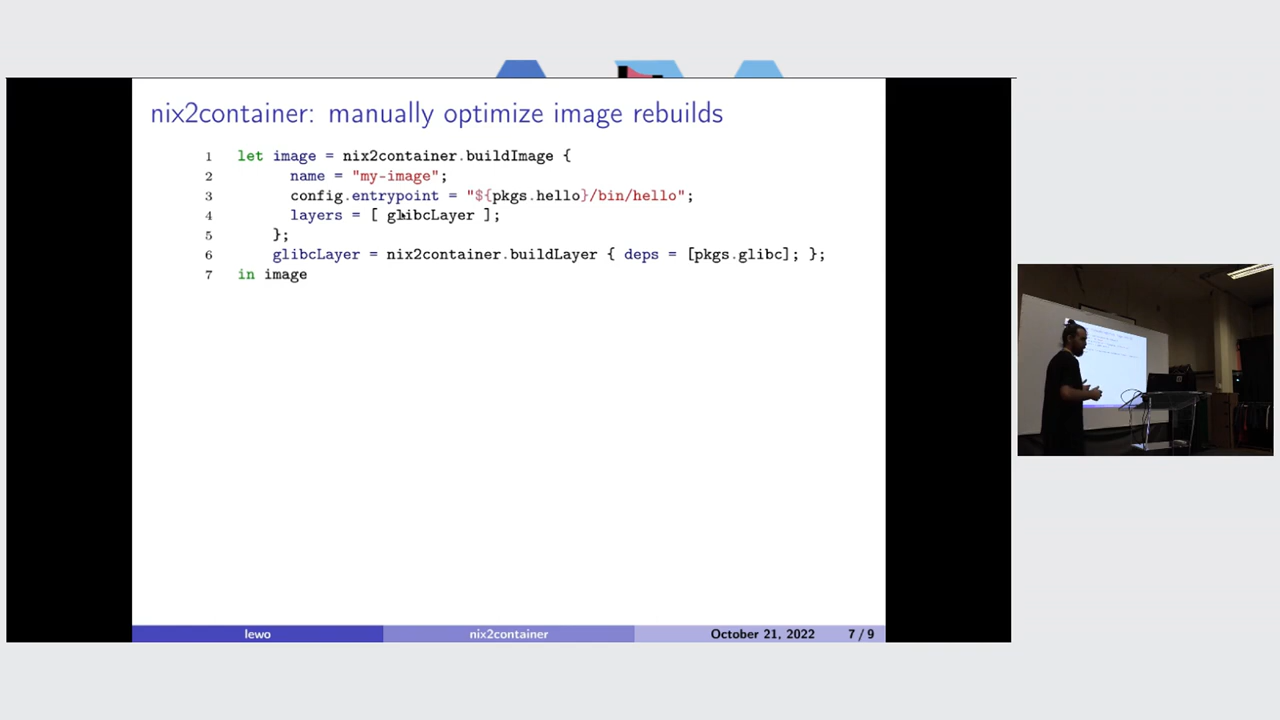 nix2container: manually optimize image rebuilds
1 let image = nix2container.buildImage {
2 name = "my-image";
3 config.entrypoint = "${pkgs.hello}/bin/hello";
4 layers = [ glibcLayer ];
5 };
6 glibcLayer = nix2container.buildLayer { deps = [pkgs.glibc]; };
7 in image
lewo nix2container October 21, 2022 7 / 9